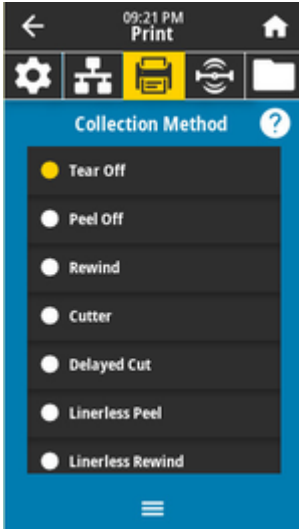 09:21 PM
Print
Collection Method
?
Tear Off
Peel Off
Rewind
Cutter
Delayed Cut
Linerless Peel
Linerless Rewind